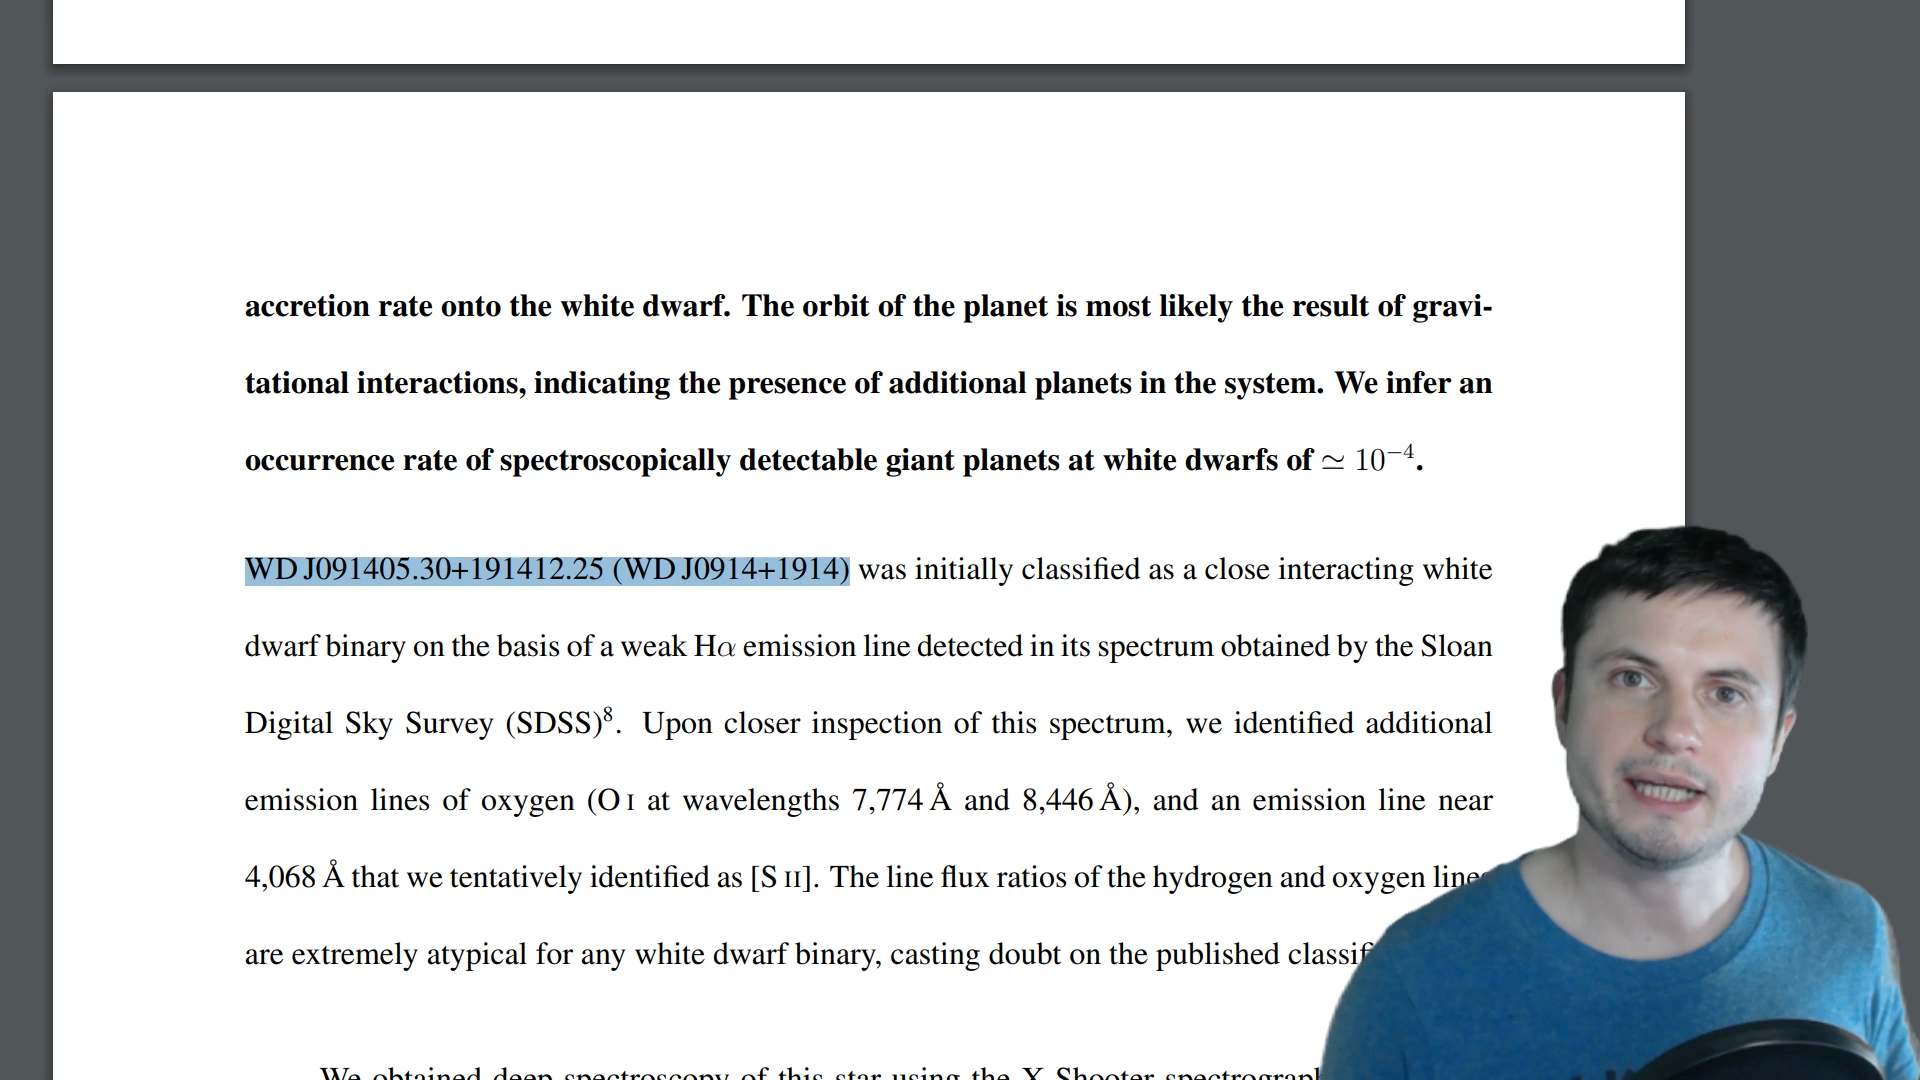 accretion rate onto the white dwarf. The orbit of the planet is most likely the result of gravi-
tational interactions, indicating the presence of additional planets in the system. We infer an
occurrence rate of spectroscopically detectable giant planets at white dwarfs of ≃ 10⁻⁴.
WD J091405.30+191412.25 (WD J0914+1914) was initially classified as a close interacting white
dwarf binary on the basis of a weak Hα emission line detected in its spectrum obtained by the Sloan
Digital Sky Survey (SDSS)⁸. Upon closer inspection of this spectrum, we identified additional
emission lines of oxygen (O I at wavelengths 7,774 Å and 8,446 Å), and an emission line near
4,068 Å that we tentatively identified as [S II]. The line flux ratios of the hydrogen and oxygen lines
are extremely atypical for any white dwarf binary, casting doubt on the published classif
We obtained deep spectroscopy of this star using the X-Shooter spectrograph